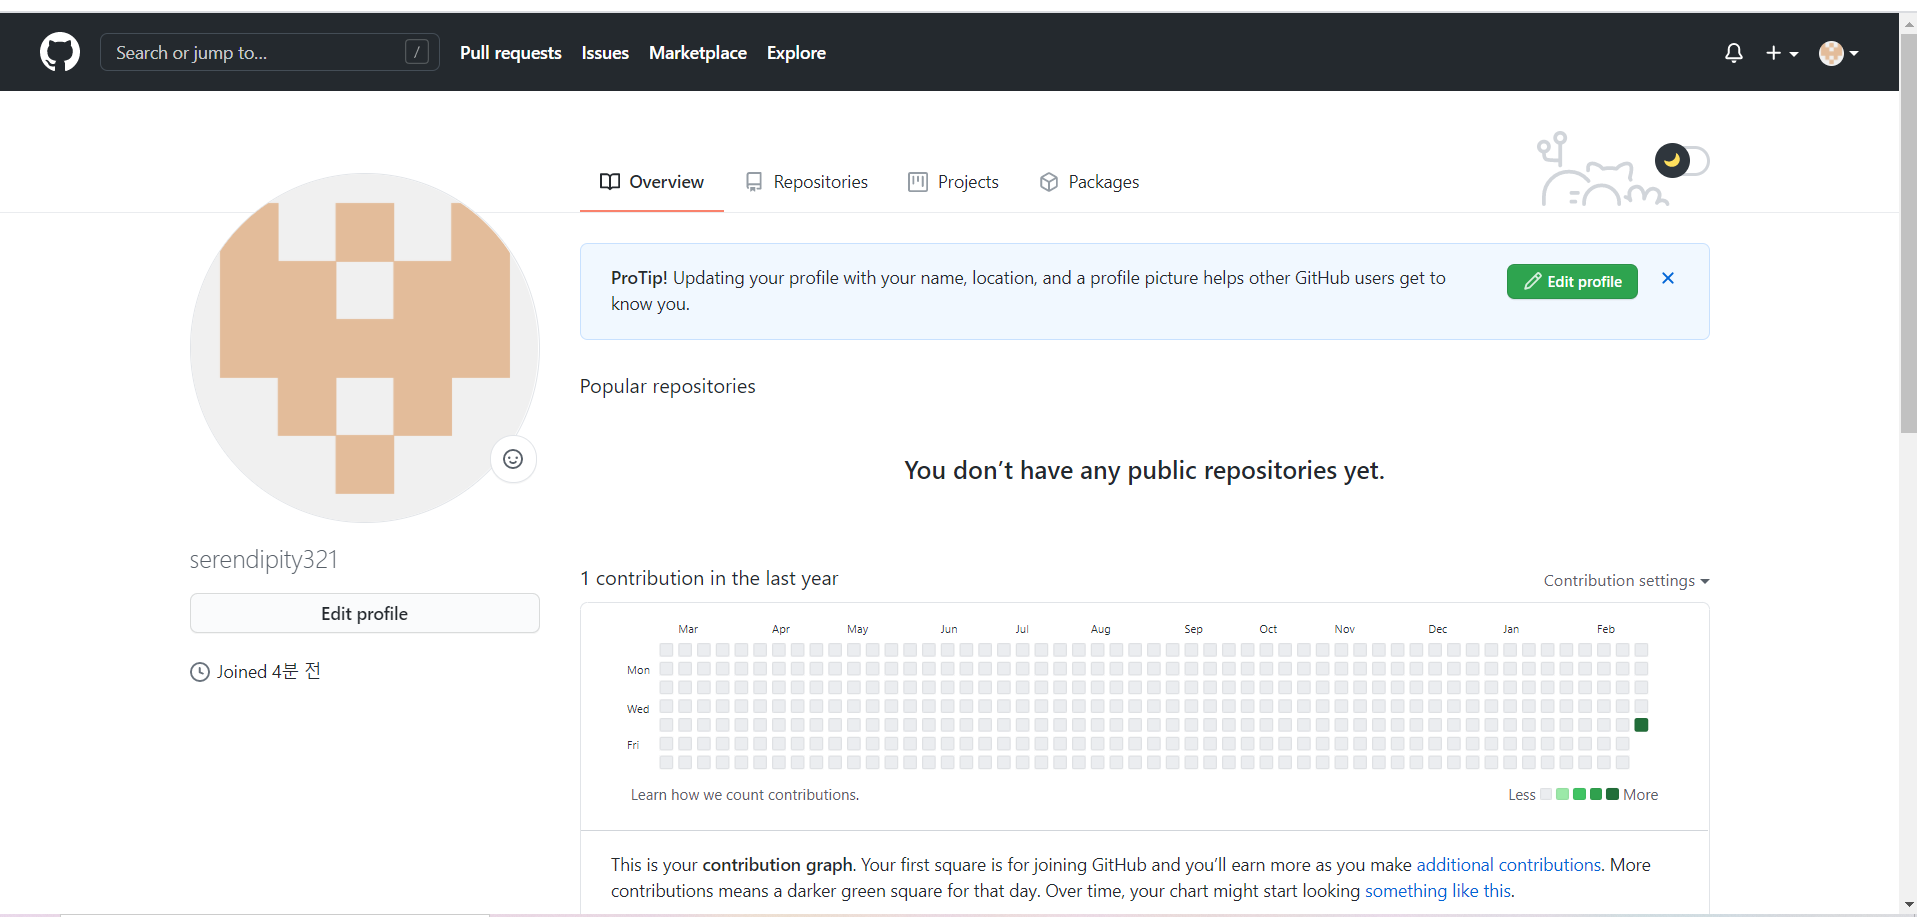 Search or jump to... /
Pull requests Issues Marketplace Explore
Overview Repositories Projects Packages
ProTip! Updating your profile with your name, location, and a profile picture helps other GitHub users get to
know you.
Edit profile
Popular repositories
You don’t have any public repositories yet.
serendipity321
Edit profile
Joined 4분 전
1 contribution in the last year
Contribution settings
Mar Apr May Jun Jul Aug Sep Oct Nov Dec Jan Feb
Mon
Wed
Fri
Learn how we count contributions.
Less More
This is your contribution graph. Your first square is for joining GitHub and you’ll earn more as you make additional contributions. More
contributions means a darker green square for that day. Over time, your chart might start looking something like this.